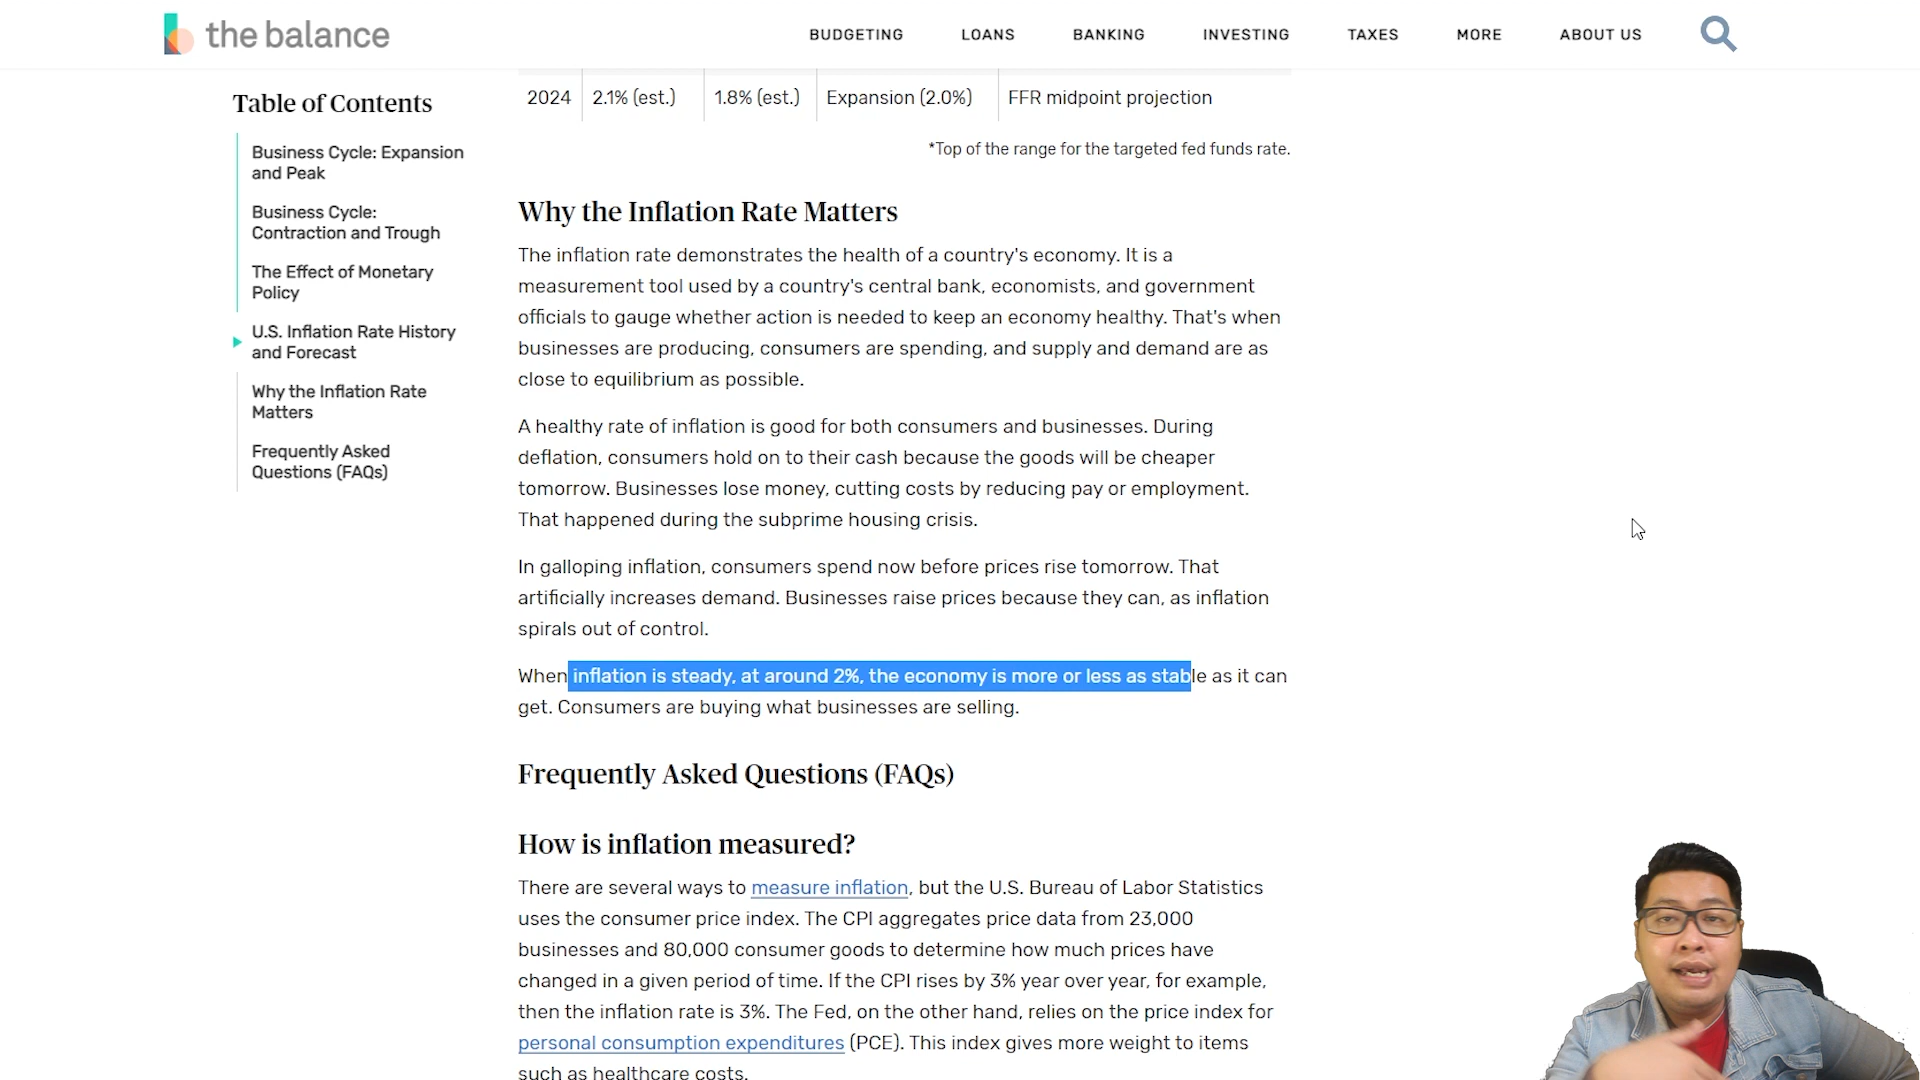 the balance
BUDGETING LOANS BANKING INVESTING TAXES MORE ABOUT US
Table of Contents
Business Cycle: Expansion
and Peak
Business Cycle:
Contraction and Trough
The Effect of Monetary
Policy
U.S. Inflation Rate History
and Forecast
Why the Inflation Rate
Matters
Frequently Asked
Questions (FAQs)
2024 2.1% (est.) 1.8% (est.) Expansion (2.0%) FFR midpoint projection
*Top of the range for the targeted fed funds rate.
Why the Inflation Rate Matters
The inflation rate demonstrates the health of a country's economy. It is a
measurement tool used by a country's central bank, economists, and government
officials to gauge whether action is needed to keep an economy healthy. That's when
businesses are producing, consumers are spending, and supply and demand are as
close to equilibrium as possible.
A healthy rate of inflation is good for both consumers and businesses. During
deflation, consumers hold on to their cash because the goods will be cheaper
tomorrow. Businesses lose money, cutting costs by reducing pay or employment.
That happened during the subprime housing crisis.
In galloping inflation, consumers spend now before prices rise tomorrow. That
artificially increases demand. Businesses raise prices because they can, as inflation
spirals out of control.
When inflation is steady, at around 2%, the economy is more or less as stable as it can
get. Consumers are buying what businesses are selling.
Frequently Asked Questions (FAQs)
How is inflation measured?
There are several ways to measure inflation, but the U.S. Bureau of Labor Statistics
uses the consumer price index. The CPI aggregates price data from 23,000
businesses and 80,000 consumer goods to determine how much prices have
changed in a given period of time. If the CPI rises by 3% year over year, for example,
then the inflation rate is 3%. The Fed, on the other hand, relies on the price index for
personal consumption expenditures (PCE). This index gives more weight to items
such as healthcare costs.